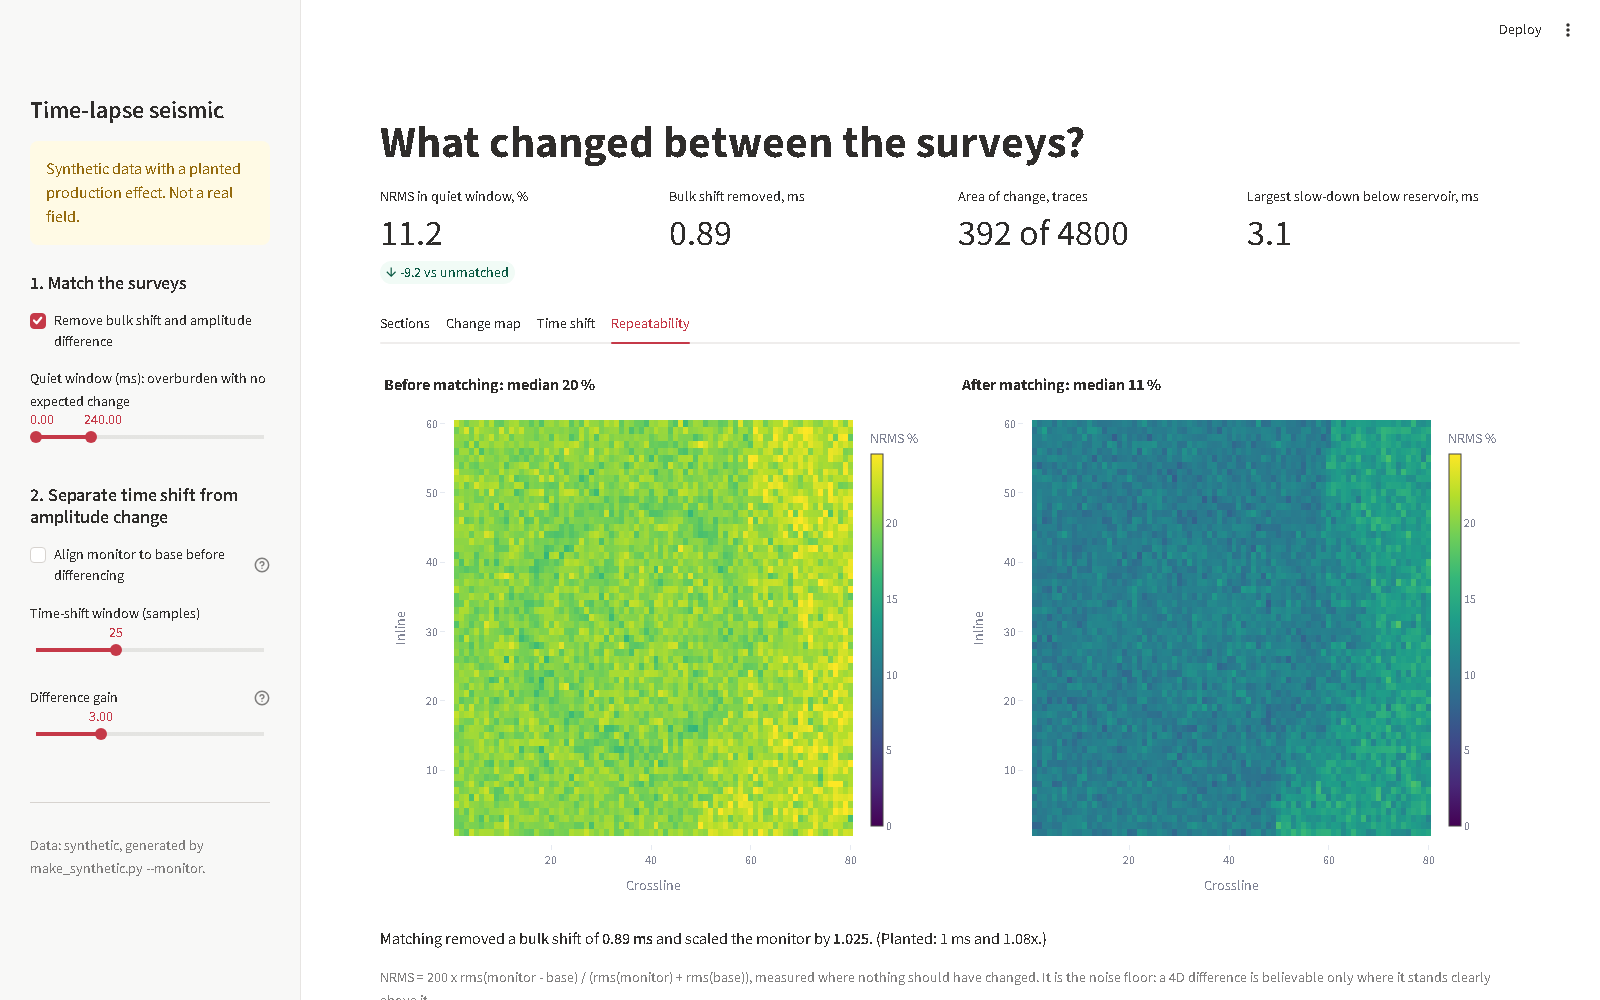 Deploy
Time-lapse seismic
Synthetic data with a planted
production effect. Not a real
field.
1. Match the surveys
Remove bulk shift and amplitude
difference
Quiet window (ms): overburden with no
expected change
0.00 240.00
2. Separate time shift from
amplitude change
Align monitor to base before
differencing
Time-shift window (samples)
25
Difference gain
3.00
Data: synthetic, generated by
make_synthetic.py --monitor.
What changed between the surveys?
NRMS in quiet window, %
11.2
-9.2 vs unmatched
Bulk shift removed, ms
0.89
Area of change, traces
392 of 4800
Largest slow-down below reservoir, ms
3.1
Sections Change map Time shift Repeatability
Before matching: median 20 %
60
50
40
30
20
10
Inline
20 40 60 80
Crossline
NRMS %
20
15
10
5
0
After matching: median 11 %
60
50
40
30
20
10
Inline
20 40 60 80
Crossline
NRMS %
20
15
10
5
0
Matching removed a bulk shift of 0.89 ms and scaled the monitor by 1.025. (Planted: 1 ms and 1.08x.)
NRMS = 200 x rms(monitor - base) / (rms(monitor) + rms(base)), measured where nothing should have changed. It is the noise floor: a 4D difference is believable only where it stands clearly
above it.